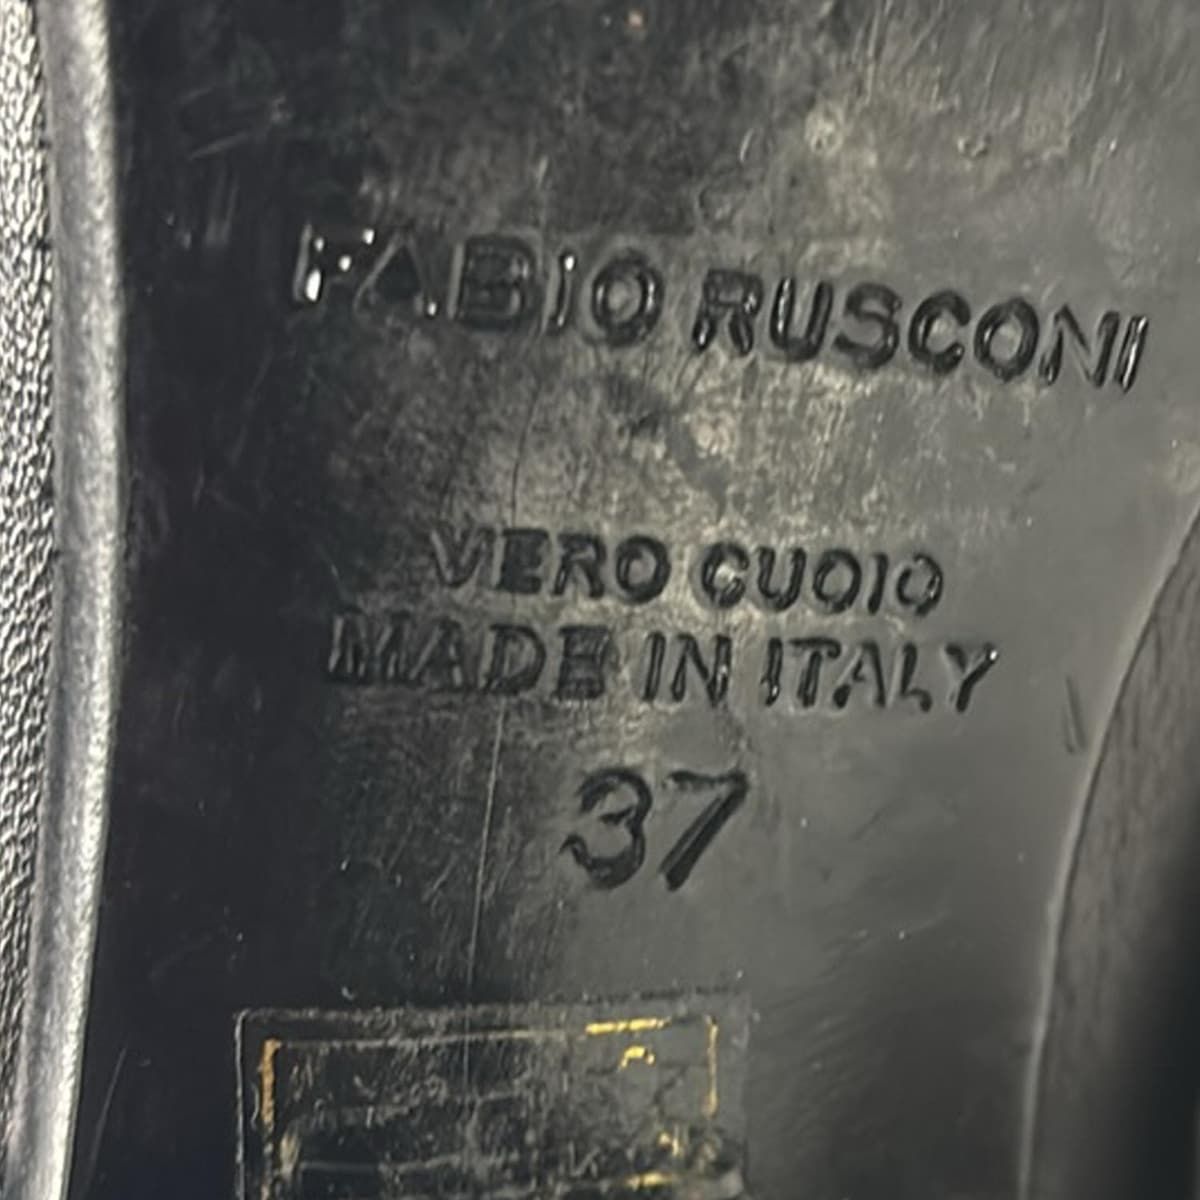 FABIO RUSCONI
VERO CUOIO
MADE IN ITALY
37